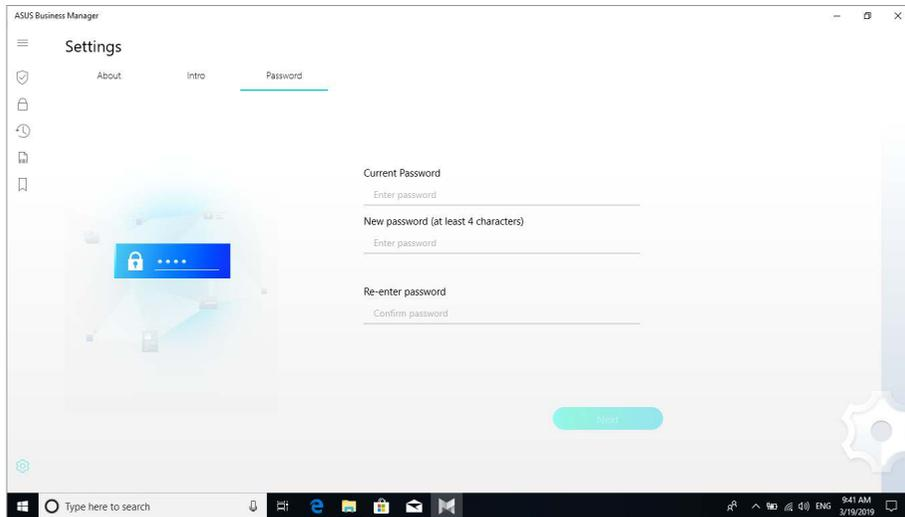 ASUS Business Manager
Settings
About Intro Password
Current Password
Enter password
New password (at least 4 characters)
Enter password
Re-enter password
Confirm password
Next
Type here to search
ENG
9:41 AM
3/19/2019